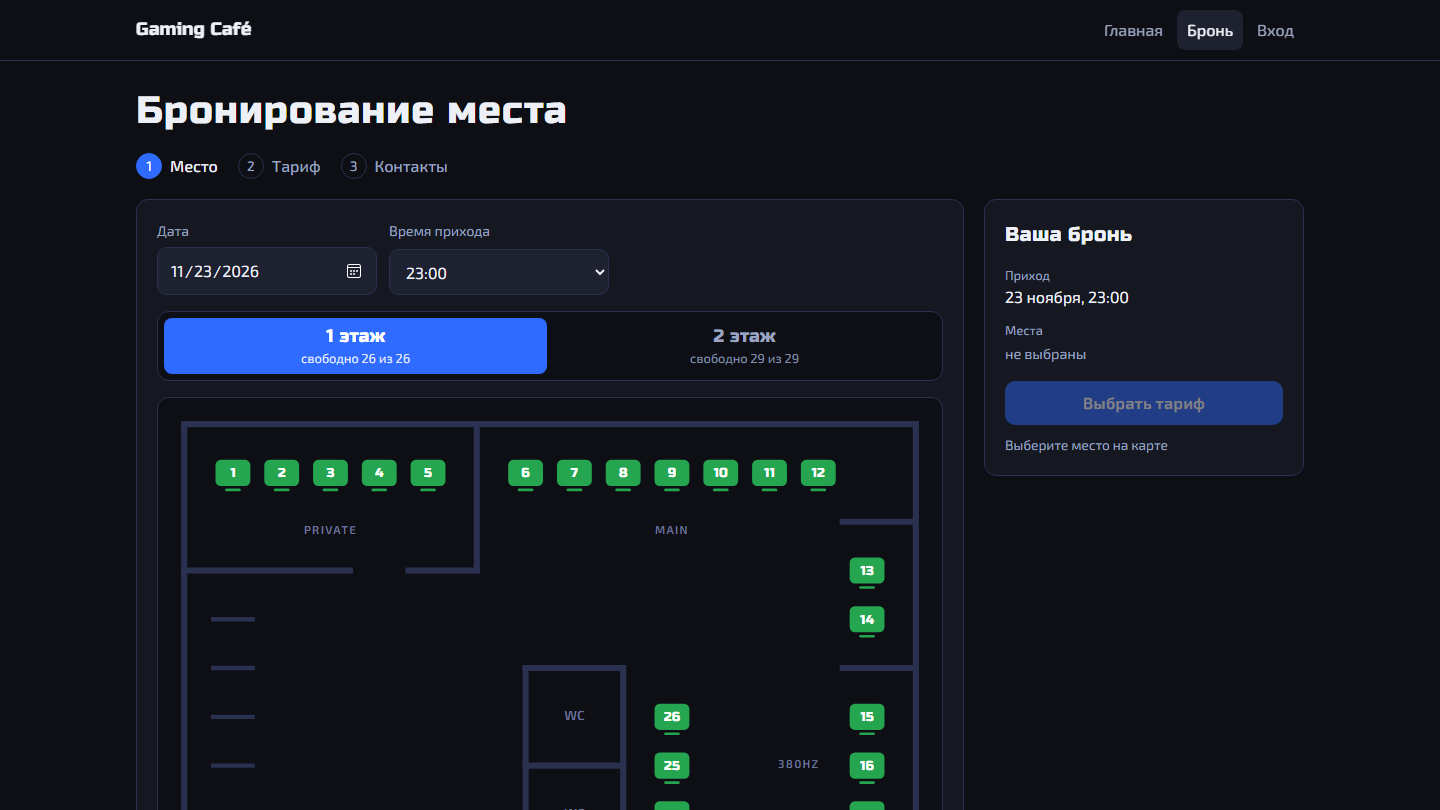 Gaming Café
Главная Бронь Вход
Бронирование места
1 Место 2 Тариф 3 Контакты
Дата Время прихода
11/23/2026 23:00
1 этаж
свободно 26 из 26
2 этаж
свободно 29 из 29
1 2 3 4 5 6 7 8 9 10 11 12
PRIVATE MAIN
13
14
WC 26 15
380HZ
25 16
Ваша бронь
Приход
23 ноября, 23:00
Места
не выбраны
Выбрать тариф
Выберите место на карте